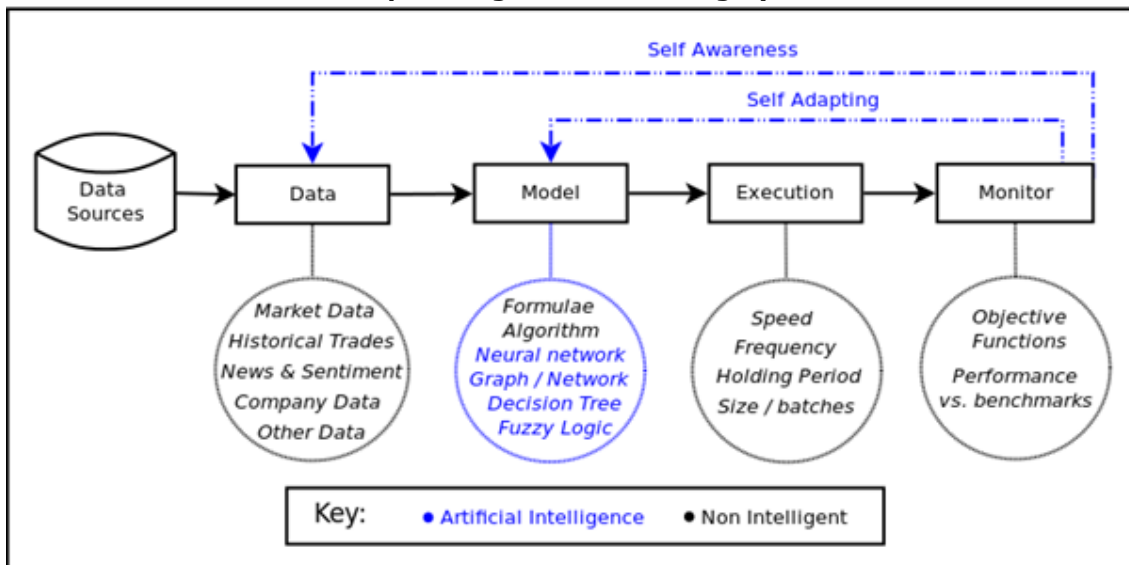 Self Awareness
Self Adapting
Data
Sources
Data
Model
Execution
Monitor
Market Data
Historical Trades
News & Sentiment
Company Data
Other Data
Formulae
Algorithm
Neural network
Graph / Network
Decision Tree
Fuzzy Logic
Speed
Frequency
Holding Period
Size / batches
Objective
Functions
Performance
vs. benchmarks
Key:
Artificial Intelligence
Non Intelligent